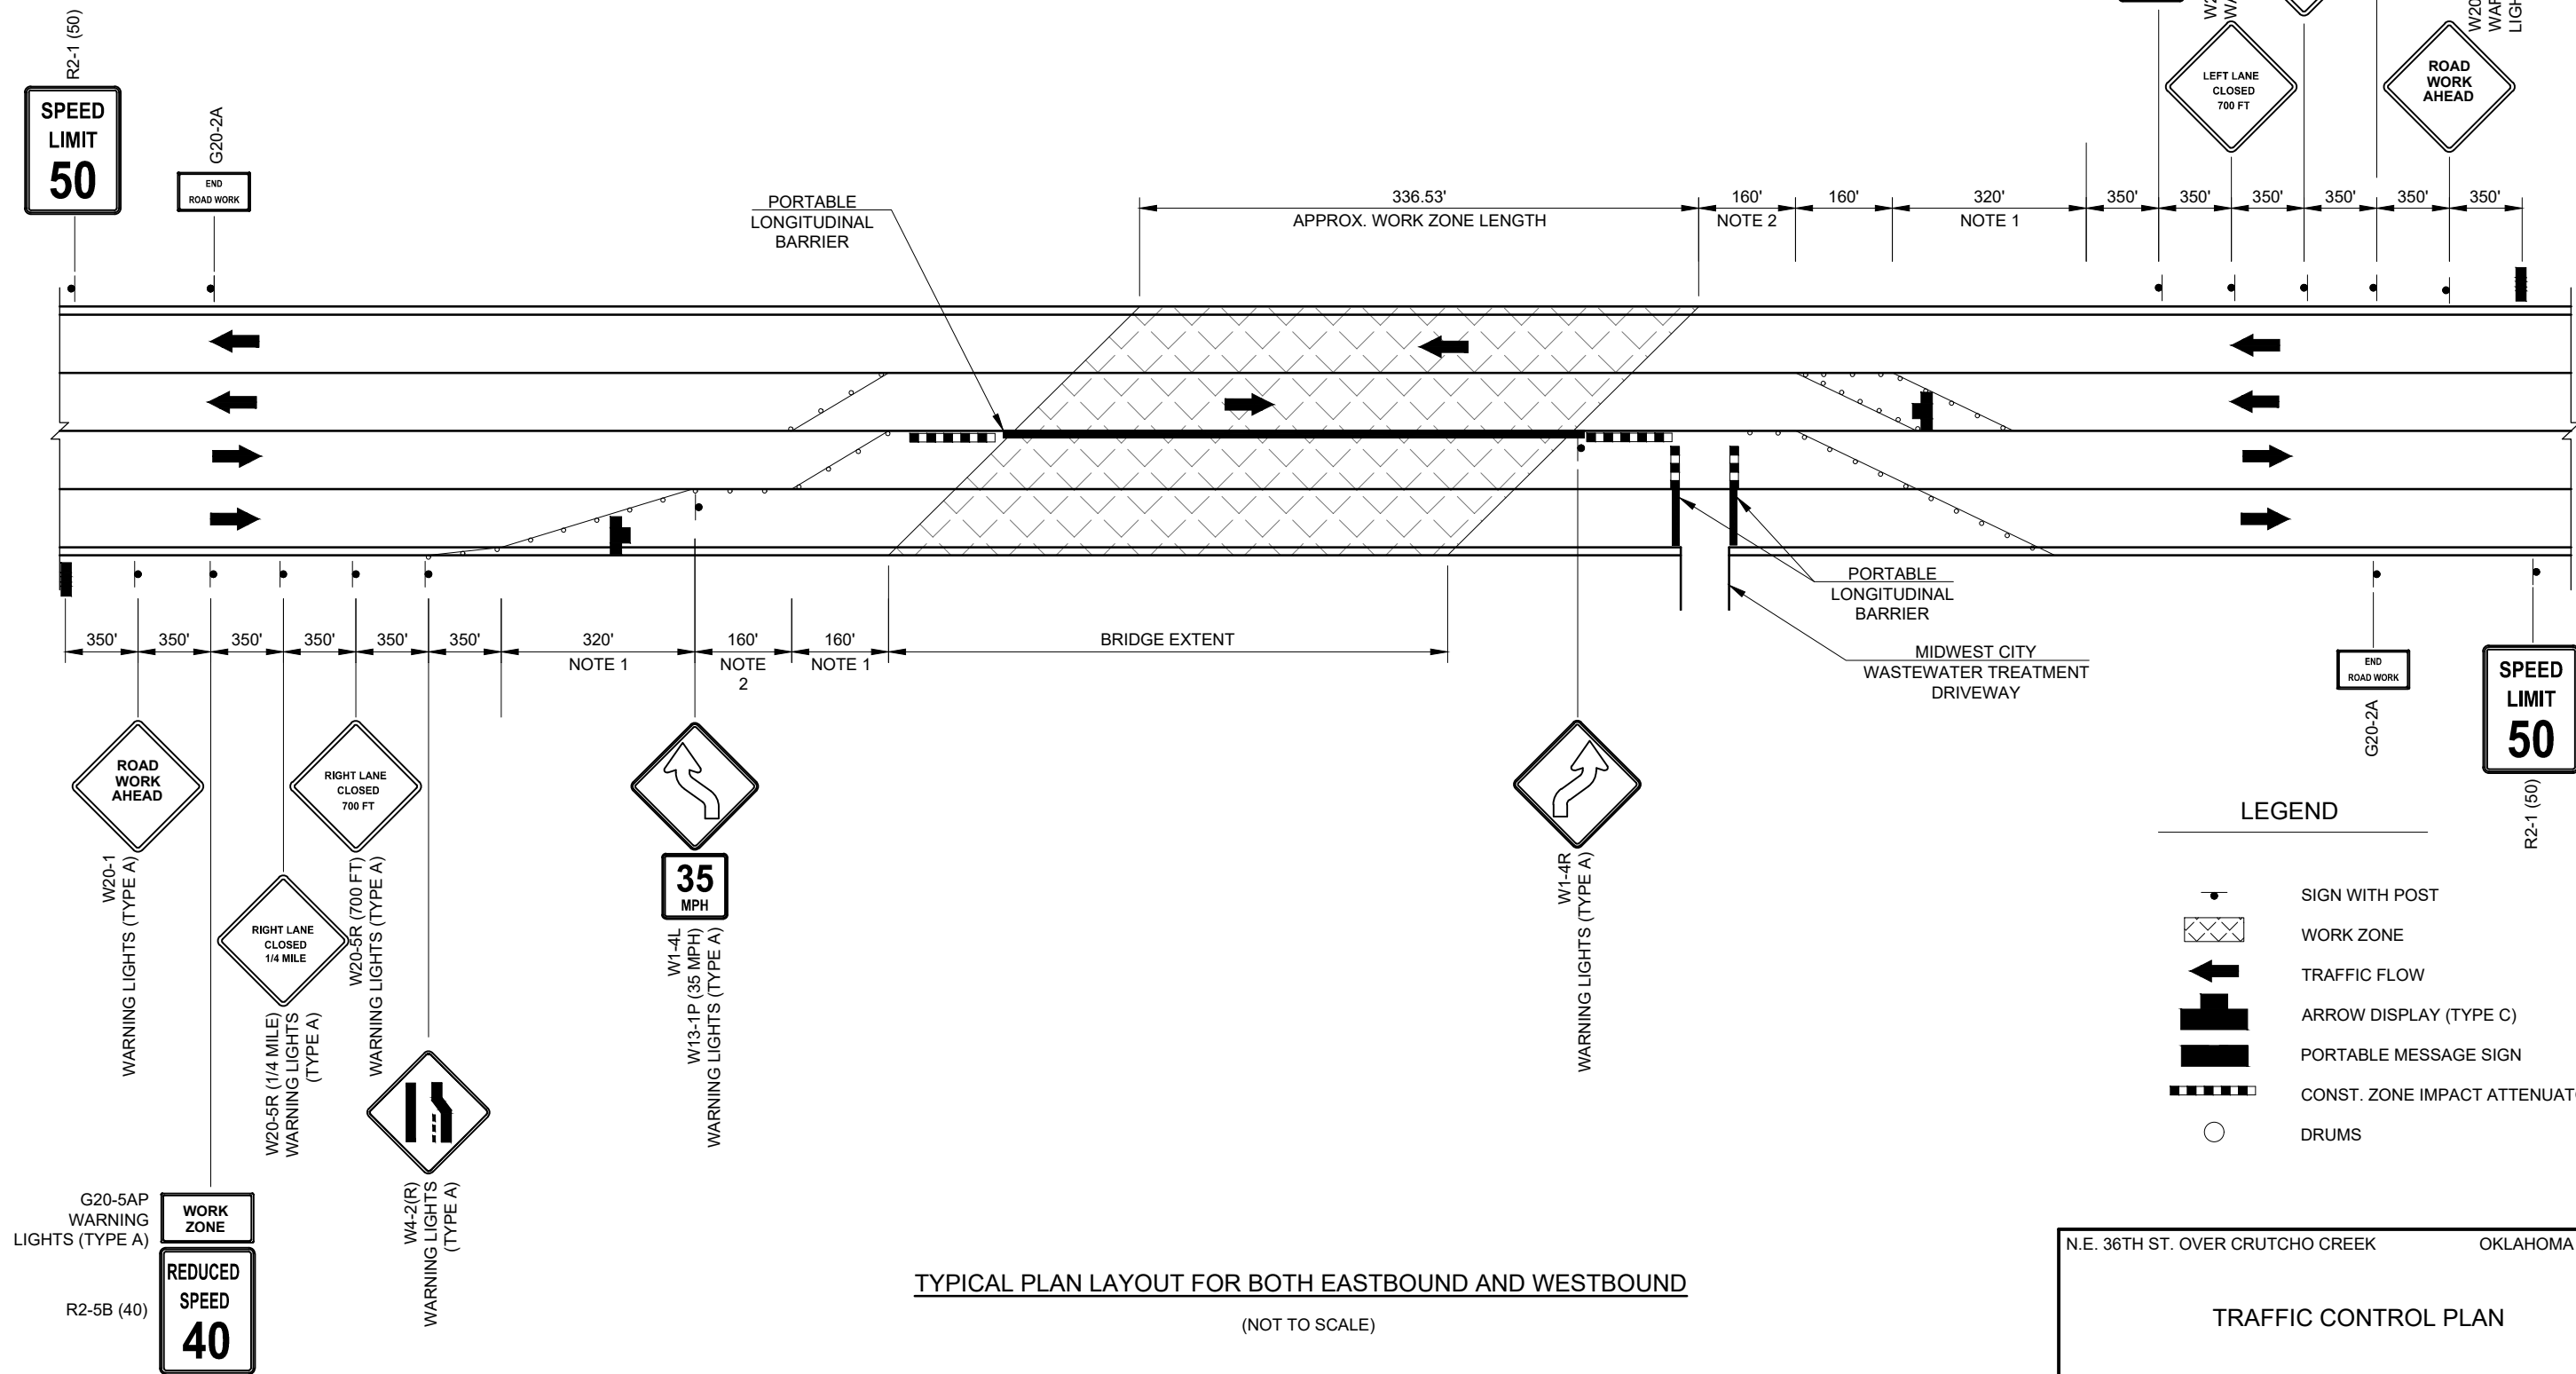 R2-1 (50)
SPEED
LIMIT
50
G20-2A
END
ROAD WORK
PORTABLE
LONGITUDINAL
BARRIER
336.53'
APPROX. WORK ZONE LENGTH
160'
NOTE 2
160'
320'
NOTE 1
350'
350'
350'
350'
350'
350'
LEFT LANE
CLOSED
700 FT
ROAD
WORK
AHEAD
350'
350'
350'
350'
350'
350'
320'
NOTE 1
160'
NOTE
2
160'
NOTE 1
BRIDGE EXTENT
PORTABLE
LONGITUDINAL
BARRIER
MIDWEST CITY
WASTEWATER TREATMENT
DRIVEWAY
END
ROAD WORK
G20-2A
SPEED
LIMIT
50
R2-1 (50)
ROAD
WORK
AHEAD
W20-1
WARNING LIGHTS (TYPE A)
RIGHT LANE
CLOSED
1/4 MILE
W20-5R (1/4 MILE)
WARNING LIGHTS
(TYPE A)
RIGHT LANE
CLOSED
700 FT
W20-5R (700 FT)
WARNING LIGHTS (TYPE A)
W4-2(R)
WARNING LIGHTS
(TYPE A)
35
MPH
W1-4L
W13-1P (35 MPH)
WARNING LIGHTS (TYPE A)
W1-4R
WARNING LIGHTS (TYPE A)
G20-5AP
WARNING
LIGHTS (TYPE A)
WORK
ZONE
R2-5B (40)
REDUCED
SPEED
40
LEGEND
SIGN WITH POST
WORK ZONE
TRAFFIC FLOW
ARROW DISPLAY (TYPE C)
PORTABLE MESSAGE SIGN
CONST. ZONE IMPACT
DRUMS
TYPICAL PLAN LAYOUT FOR BOTH EASTBOUND AND WESTBOUND
(NOT TO SCALE)
N.E. 36TH ST. OVER CRUTCHO CREEK OKLAHOMA
TRAFFIC CONTROL PLAN